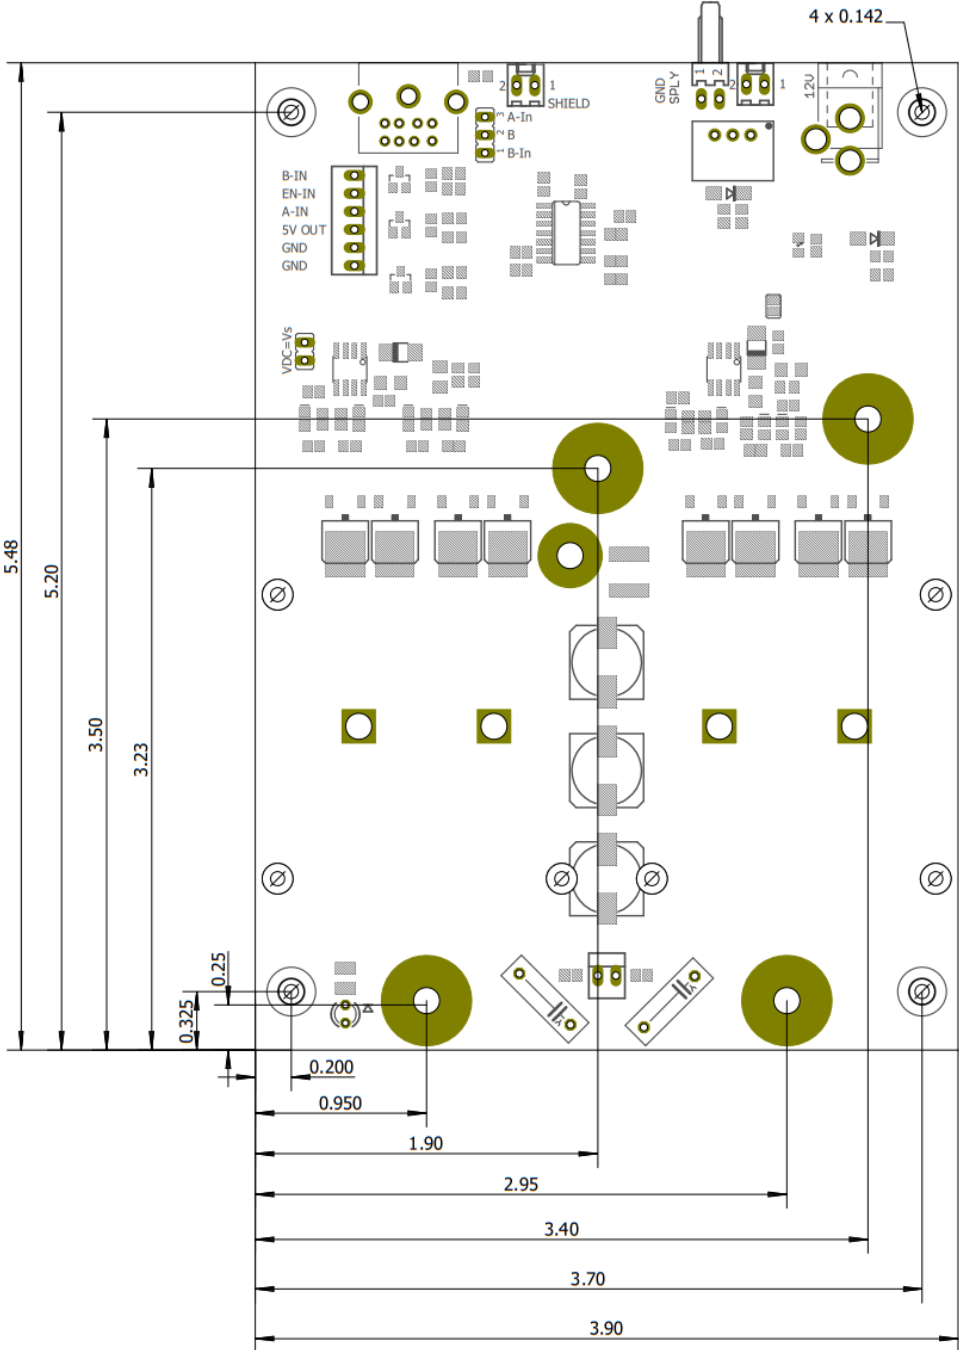 4 x 0.142
2
1
SHIELD
GND
SPLY
1
2
2
1
12V
3
A-In
2
B
1
B-In
B-IN
EN-IN
A-IN
5V OUT
GND
GND
VDC=Vs
5.48
5.20
3.50
3.23
0.25
0.325
0.200
0.950
1.90
2.95
3.40
3.70
3.90